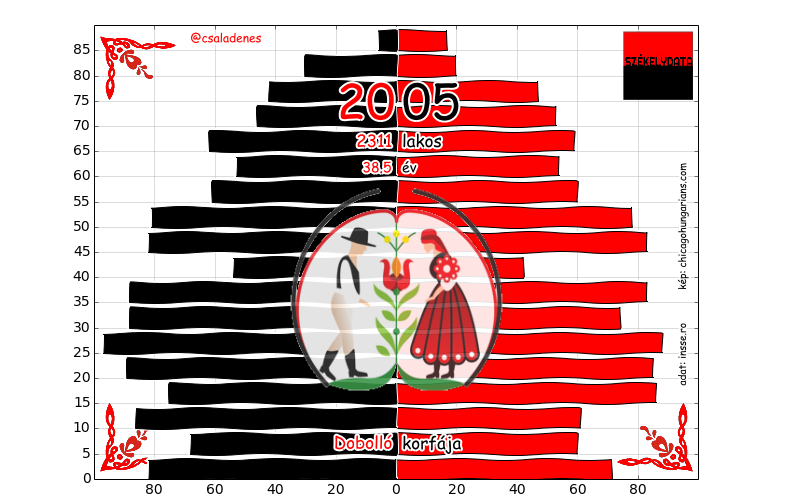 @csaladenes
SZÉKELYDATA
2005
2311 lakos
38.5 év
kép: chicagohungarians.com
adat: insse.ro
Dobolló korfája
85
80
75
70
65
60
55
50
45
40
35
30
25
20
15
10
5
0
80 60 40 20 0 20 40 60 80